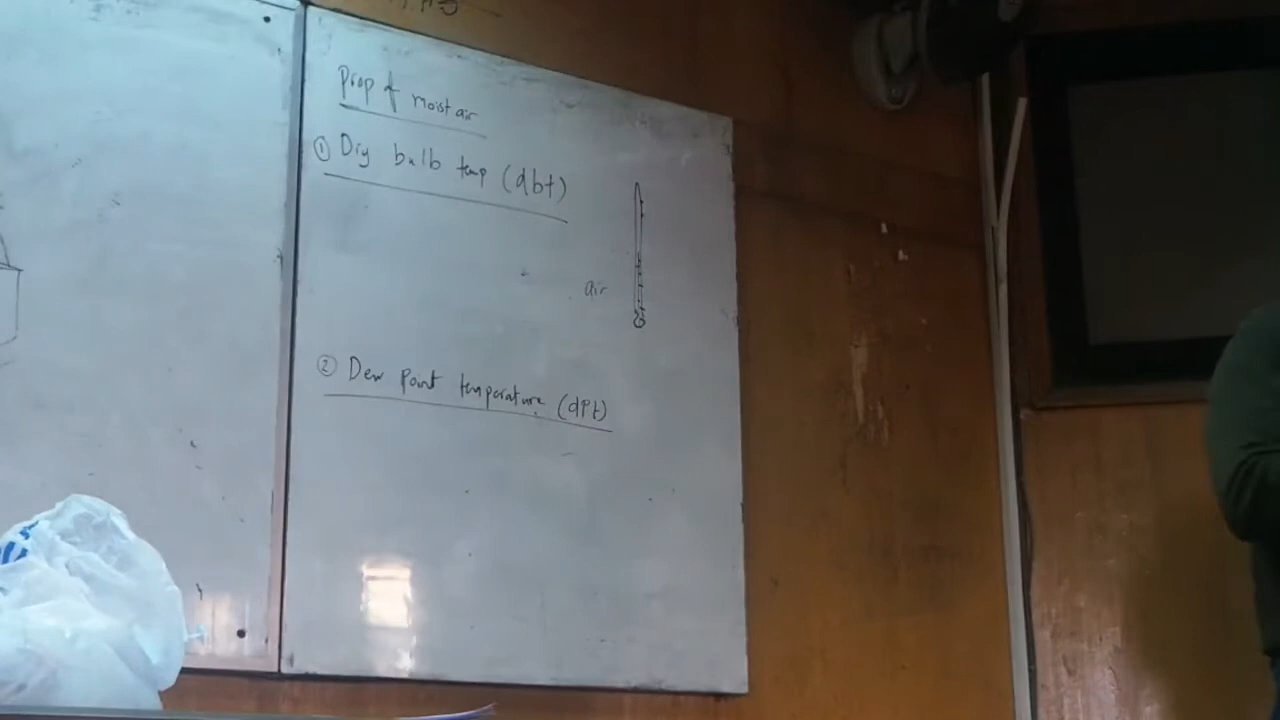 Prop of moist air
① Dry bulb temp (dbt)
air
② Dew point temperature (dpt)